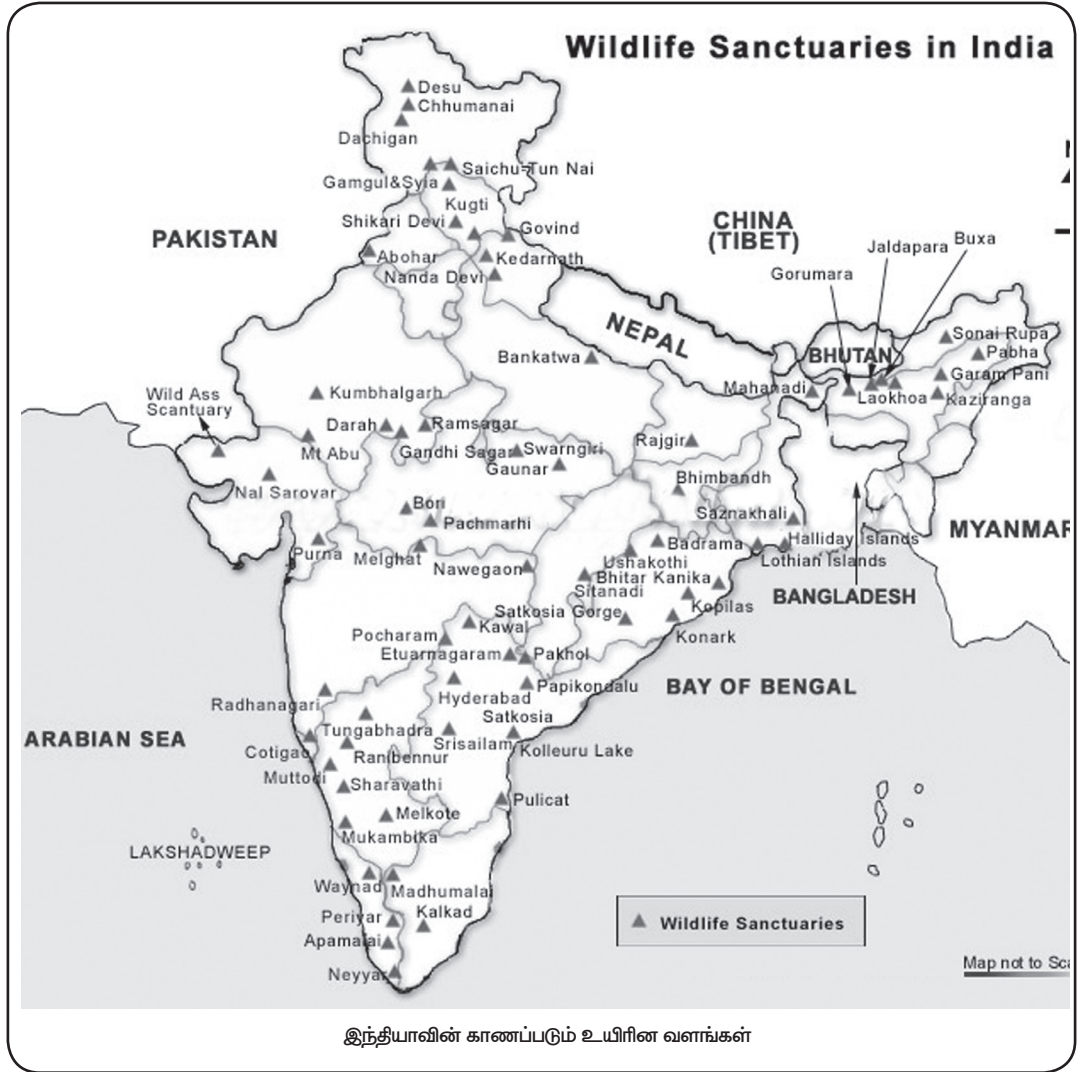 Wildlife Sanctuaries in India
Desu
Chhumanai
Dachigan
Saichu-Tun Nai
Gamgul&Syia
Kugti
Shikari Devi
Govind
PAKISTAN
CHINA
(TIBET)
Jaldapara
Buxa
Abohar
Kedarnath
Nanda Devi
Gorumara
NEPAL
BHUTAN
Sonai Rupa
Pabha
Bankatwa
Mahanadi
Garam Pani
Laokhoa
Kaziranga
Wild Ass
Scantuary
Kumbhalgarh
Darah
Ramsagar
Mt Abu
Gandhi Sagar
Swarngiri
Gaunar
Rajgir
Nal Sarovar
Bhimbandh
Bori
Pachmarhi
Saznakhali
MYANMAR
Purna
Melghat
Nawegaon
Badrama
Halliday Islands
Ushakothi
Lothian Islands
Bhitar Kanika
Sitanadi
BANGLADESH
Satkosia Gorge
Kopilas
Kawal
Konark
Pocharam
Etuarnagaram
Pakhol
Hyderabad
Papikondalu
BAY OF BENGAL
Radhanagari
Satkosia
Tungabhadra
Srisailam
Kolleuru Lake
ARABIAN SEA
Cotigao
Ranibennur
Muttodi
Sharavathi
Pulicat
Melkote
Mukambika
LAKSHADWEEP
Waynad
Madhumalai
Periyar
Kalkad
Apamalai
Wildlife Sanctuaries
Neyyar
Map not to Sca
இந்தியாவின் காணப்படும் உயிரின வளங்கள்